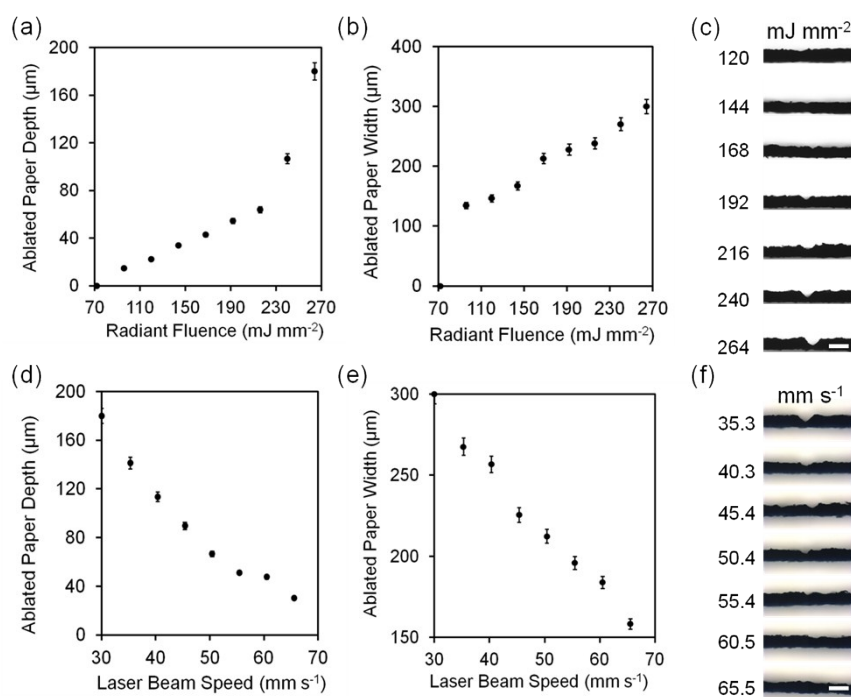 (a)
180
140
100
60
20
0
Ablated Paper Depth (µm)
70 110 150 190 230 270
Radiant Fluence (mJ mm-2)
(b)
400
300
200
100
0
Ablated Paper Width (µm)
70 110 150 190 230 270
Radiant Fluence (mJ mm-2)
(c)
mJ mm-2
120
144
168
192
216
240
264
(d)
200
160
120
80
40
0
Ablated Paper Depth (µm)
30 40 50 60 70
Laser Beam Speed (mm s-1)
(e)
300
250
200
150
Ablated Paper Width (µm)
30 40 50 60 70
Laser Beam Speed (mm s-1)
(f)
mm s-1
35.3
40.3
45.4
50.4
55.4
60.5
65.5